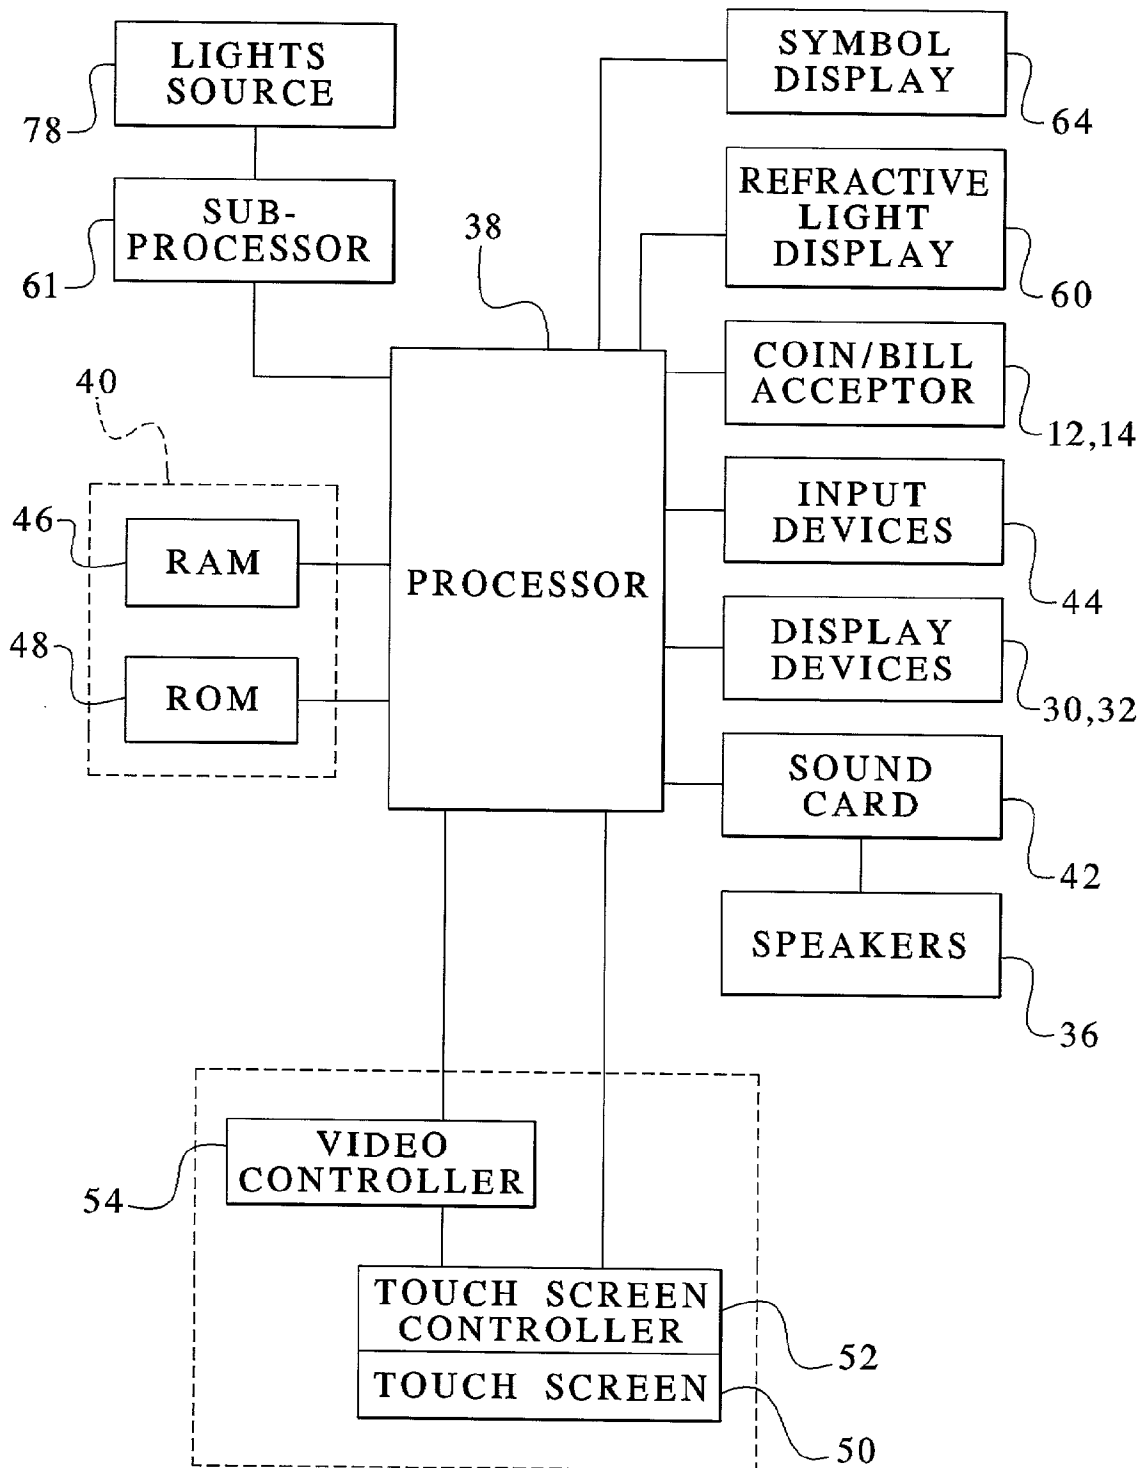 LIGHTS
SOURCE
78
SUB-
PROCESSOR
61
SYMBOL
DISPLAY
64
REFRACTIVE
LIGHT
DISPLAY
60
38
PROCESSOR
COIN/BILL
ACCEPTOR
12,14
40
46
RAM
48
ROM
INPUT
DEVICES
44
DISPLAY
DEVICES
30,32
SOUND
CARD
42
SPEAKERS
36
VIDEO
CONTROLLER
54
TOUCH SCREEN
CONTROLLER
52
TOUCH SCREEN
50